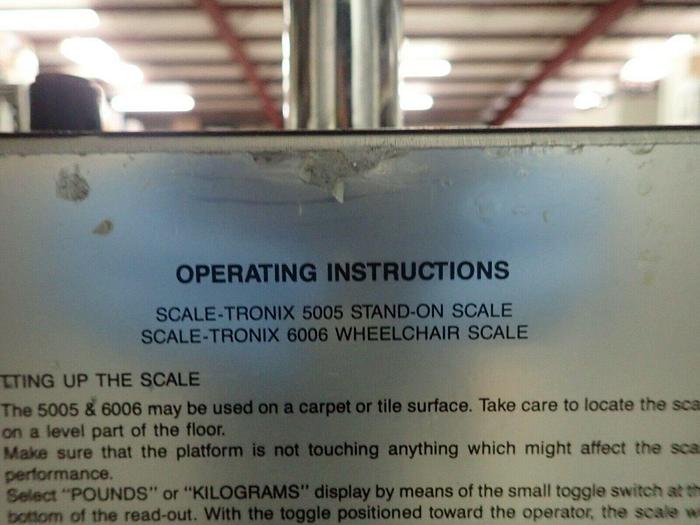 OPERATING INSTRUCTIONS
SCALE-TRONIX 5005 STAND-ON SCALE
SCALE-TRONIX 6006 WHEELCHAIR SCALE
TTING UP THE SCALE
The 5005 & 6006 may be used on a carpet or tile surface. Take care to locate the sca
on a level part of the floor.
Make sure that the platform is not touching anything which might affect the sca
performance.
Select "POUNDS" or "KILOGRAMS" display by means of the small toggle switch at th
bottom of the read-out. With the toggle positioned toward the operator, the scale w